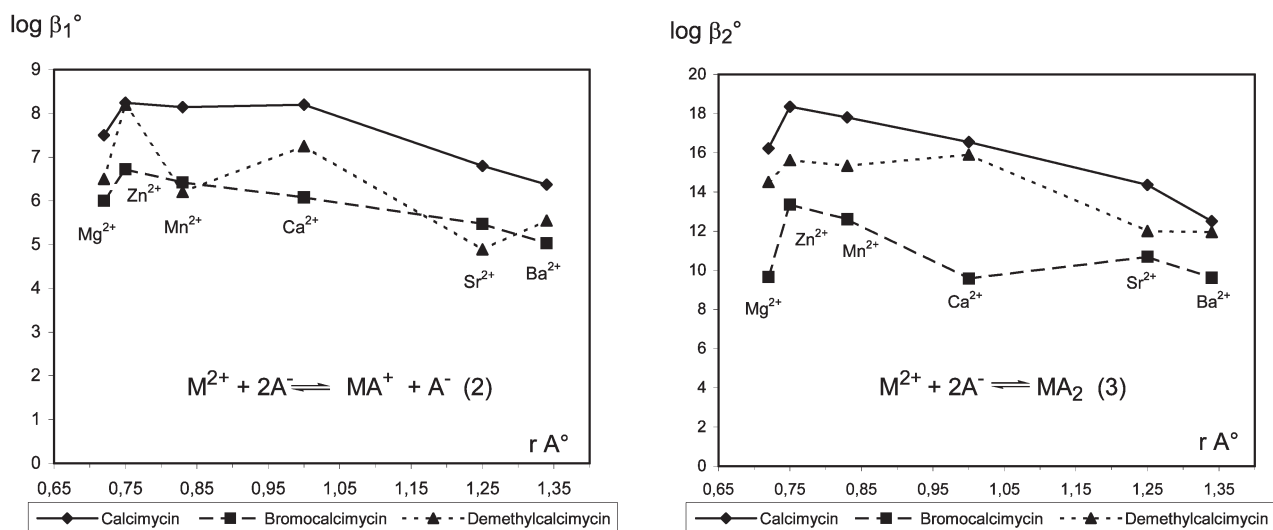 log β₁°
9
8
7
6
5
4
3
2
1
0
Mg²⁺
Zn²⁺
Mn²⁺
Ca²⁺
Sr²⁺
Ba²⁺
M²⁺ + 2A⁻ ⇌ MA⁺ + A⁻ (2)
r A°
0,65 0,75 0,85 0,95 1,05 1,15 1,25 1,35
Calcimycin Bromocalcimycin Demethylcalcimycin
log β₂°
20
18
16
14
12
10
8
6
4
2
0
Mg²⁺
Zn²⁺
Mn²⁺
Ca²⁺
Sr²⁺
Ba²⁺
M²⁺ + 2A⁻ ⇌ MA₂ (3)
r A°
0,65 0,75 0,85 0,95 1,05 1,15 1,25 1,35
Calcimycin Bromocalcimycin Demethylcalcimycin